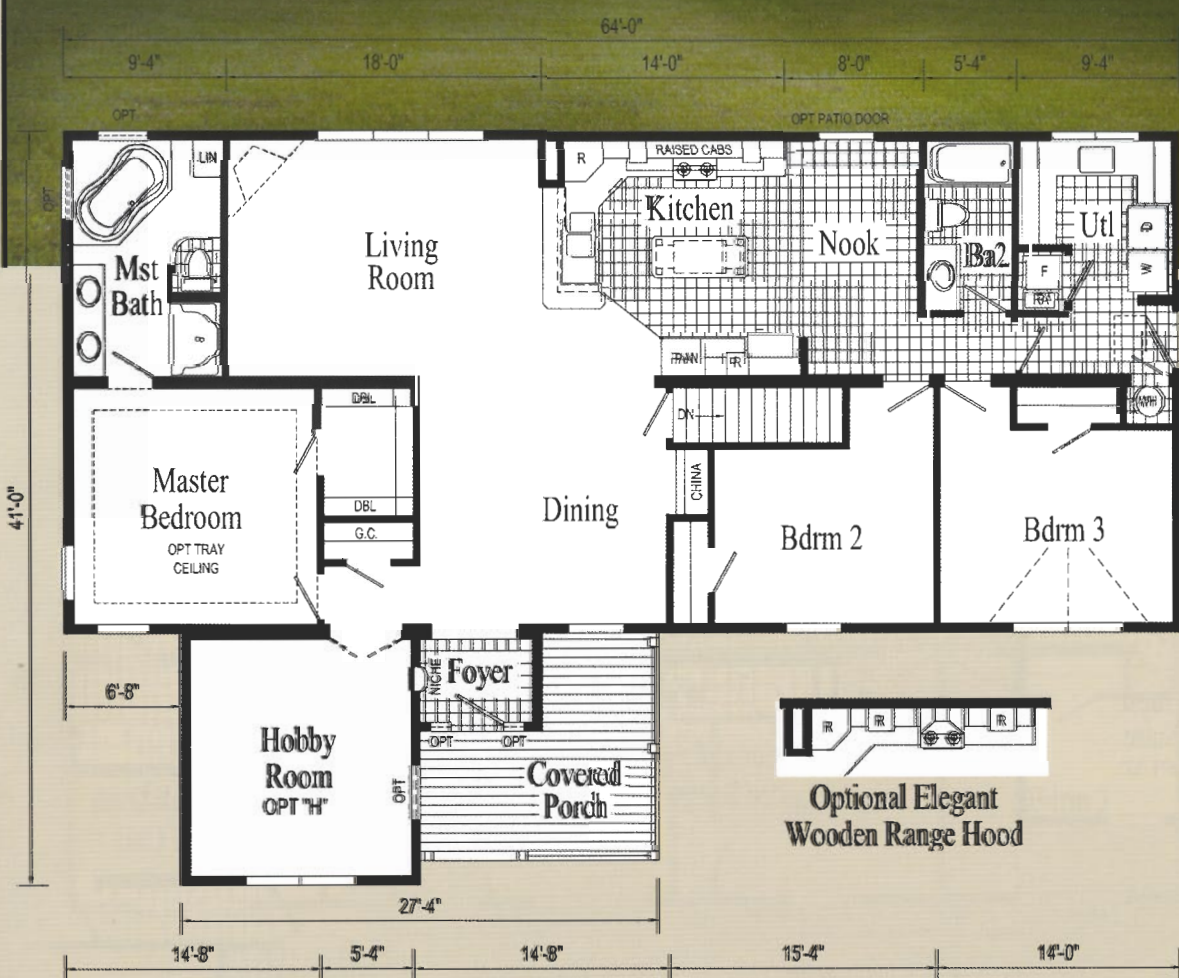 64'-0"
9'-4" 18'-0" 14'-0" 8'-0" 5'-4" 9'-4"
OPT
OPT PATIO DOOR
LIN
R
RAISED CABS
OPT
Kitchen
Living
Room
Nook
Utl
D
Mst
Bath
Ba2
F
W
PAN
R
WH
DBL
DN
Master
Bedroom
OPT TRAY
CEILING
CHINA
DBL
Dining
Bdrm 2
Bdrm 3
G.C.
41'-0"
6'-8"
NICHE
Foyer
OPT OPT
Hobby
Room
OPT "H"
OPT
Covered
Porch
R R R
Optional Elegant
Wooden Range Hood
27'-4"
14'-8" 5'-4" 14'-8" 15'-4" 14'-0"